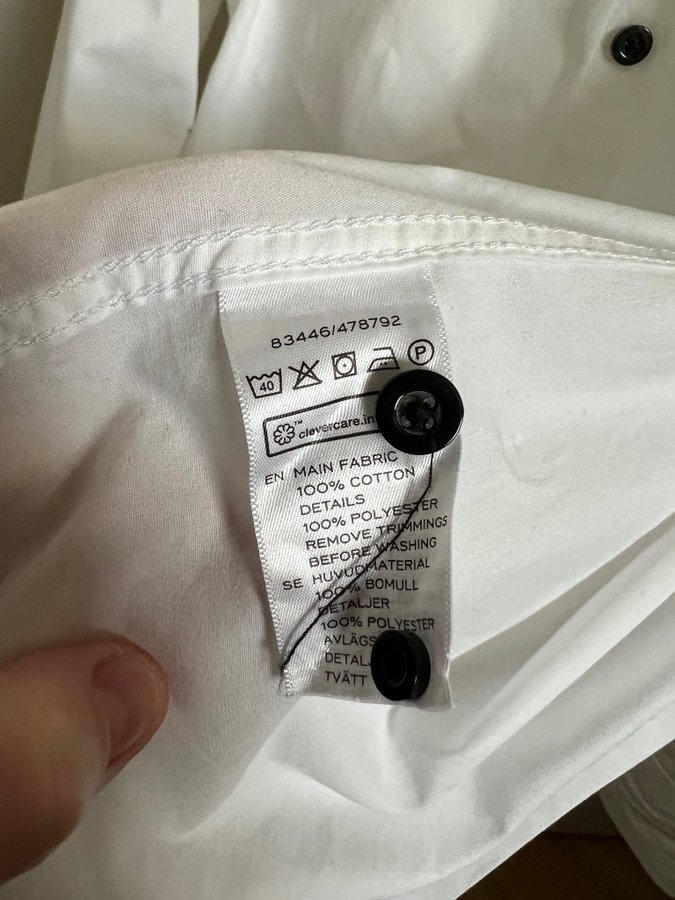 83446/478792
40 P
clevercare.in
EN MAIN FABRIC
100% COTTON
DETAILS
100% POLYESTER
REMOVE TRIMMINGS
BEFORE WASHING
SE HUVUDMATERIAL
100% BOMULL
DETALJER
100% POLYESTER
AVLÄGS
DETAL
TVÄTT